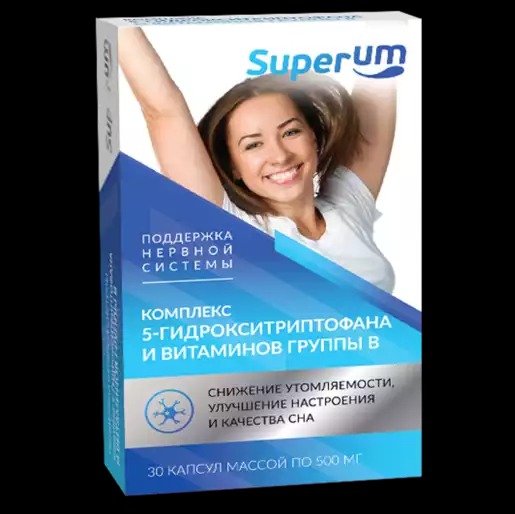 SuperUM
ПОДДЕРЖКА
НЕРВНОЙ
СИСТЕМЫ
КОМПЛЕКС
5-ГИДРОКСИТРИПТОФАНА
И ВИТАМИНОВ ГРУППЫ В
СНИЖЕНИЕ УТОМЛЯЕМОСТИ,
УЛУЧШЕНИЕ НАСТРОЕНИЯ
И КАЧЕСТВА СНА
30 КАПСУЛ МАССОЙ ПО 500 МГ